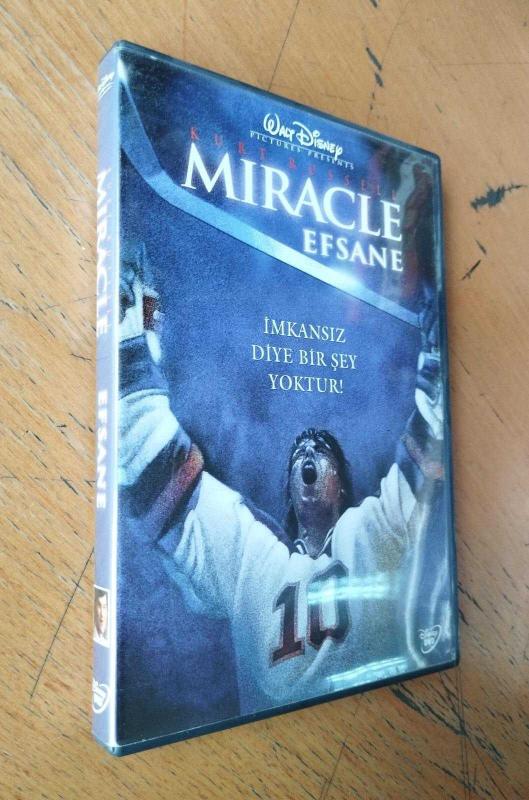 WALT DISNEY
PICTURES PRESENTS
KURT RUSSELL
MIRACLE
EFSANE
İMKANSIZ
DİYE BİR ŞEY
YOKTUR!
10
MIRACLE EFSANE